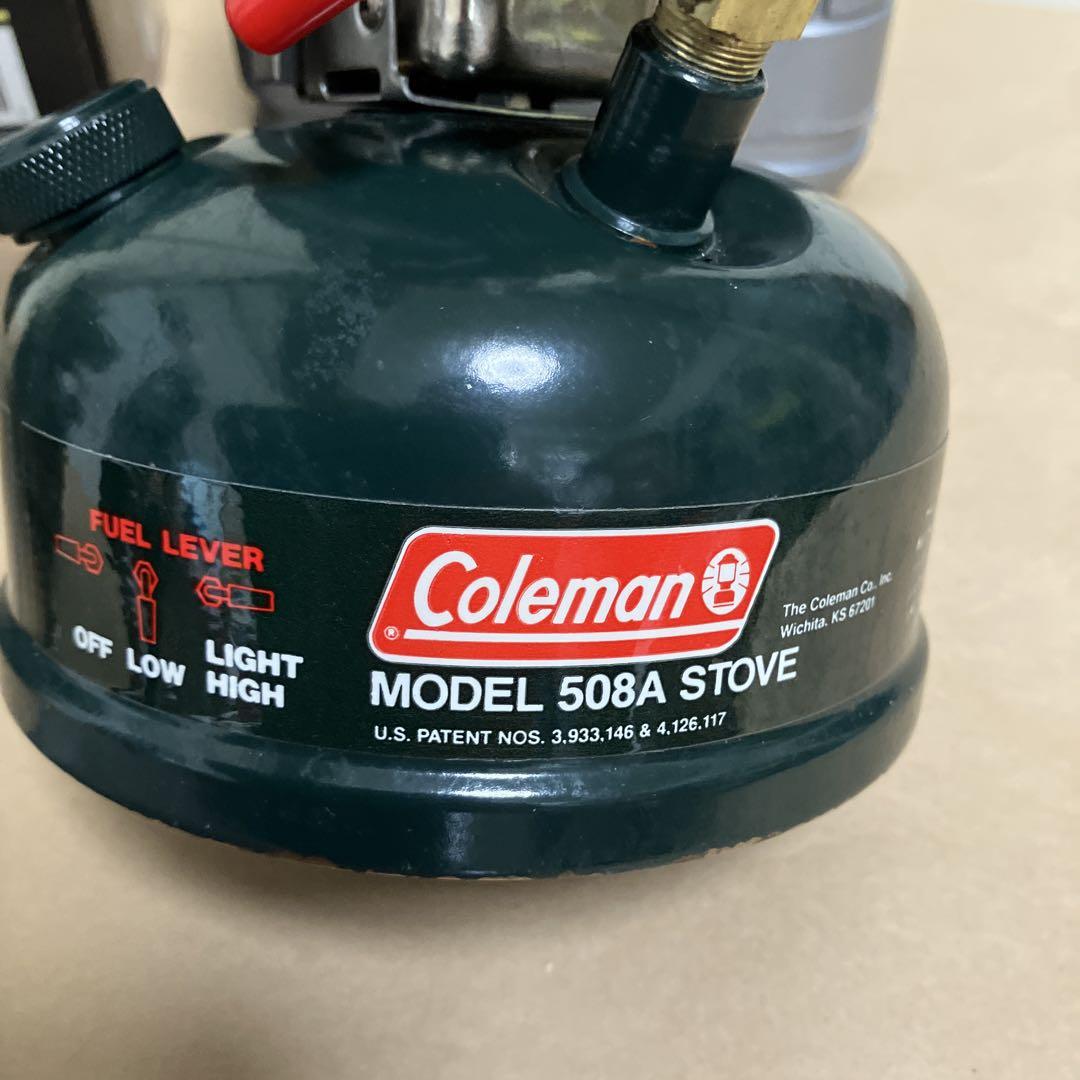 FUEL LEVER
OFF LOW LIGHT
HIGH
Coleman
®
The Coleman Co., Inc.
Wichita, KS 67201
MODEL 508A STOVE
U.S. PATENT NOS. 3,933,146 & 4,126,117